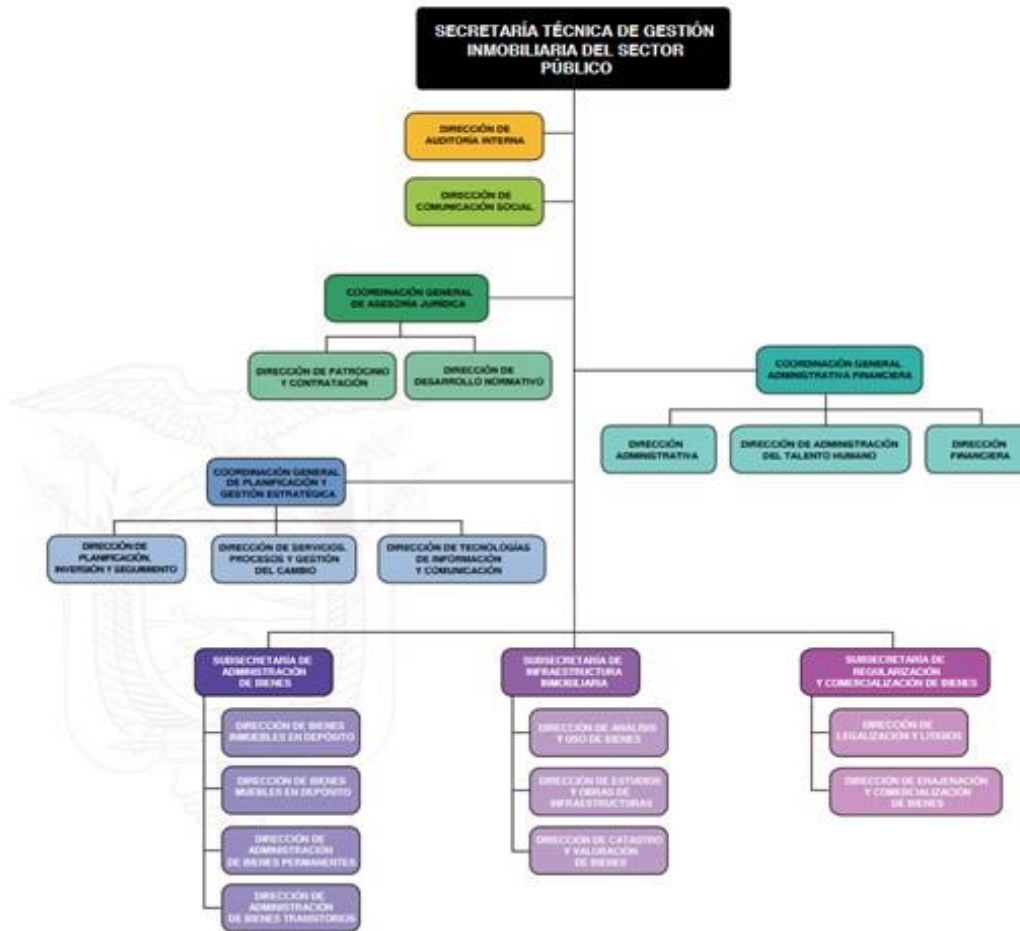 SECRETARÍA TÉCNICA DE GESTIÓN
INMOBILIARIA DEL SECTOR
PÚBLICO
DIRECCIÓN DE
AUDITORÍA INTERNA
DIRECCIÓN DE
COMUNICACIÓN SOCIAL
COORDINACIÓN GENERAL
DE ASESORÍA JURÍDICA
DIRECCIÓN DE PATROCINIO
Y CONTRATACIÓN
DIRECCIÓN DE
DESARROLLO NORMATIVO
COORDINACIÓN GENERAL
ADMINISTRATIVA FINANCIERA
DIRECCIÓN
ADMINISTRATIVA
DIRECCIÓN DE ADMINISTRACIÓN
DEL TALENTO HUMANO
DIRECCIÓN
FINANCIERA
COORDINACIÓN GENERAL
DE PLANIFICACIÓN Y
GESTIÓN ESTRATÉGICA
DIRECCIÓN DE
PLANIFICACIÓN,
INVERSIÓN Y SEGUIMIENTO
DIRECCIÓN DE SERVICIOS,
PROCESOS Y GESTIÓN
DEL CAMBIO
DIRECCIÓN DE TECNOLOGÍAS
DE INFORMACIÓN
Y COMUNICACIÓN
SUBSECRETARÍA DE
ADMINISTRACIÓN
DE BIENES
DIRECCIÓN DE BIENES
INMUEBLES EN DEPÓSITO
DIRECCIÓN DE BIENES
MUEBLES EN DEPÓSITO
DIRECCIÓN DE
ADMINISTRACIÓN
DE BIENES PERMANENTES
DIRECCIÓN DE
ADMINISTRACIÓN
DE BIENES TRANSITORIOS
SUBSECRETARÍA DE
INFRAESTRUCTURA
INMOBILIARIA
DIRECCIÓN DE ANÁLISIS
Y USO DE BIENES
DIRECCIÓN DE ESTUDIOS
Y OBRAS DE
INFRAESTRUCTURAS
DIRECCIÓN DE CATASTRO
Y VALORACIÓN
DE BIENES
SUBSECRETARÍA DE
REGULARIZACIÓN
Y COMERCIALIZACIÓN DE BIENES
DIRECCIÓN DE
LEGALIZACIÓN Y LITIGIOS
DIRECCIÓN DE ENAJENACIÓN
Y COMERCIALIZACIÓN
DE BIENES